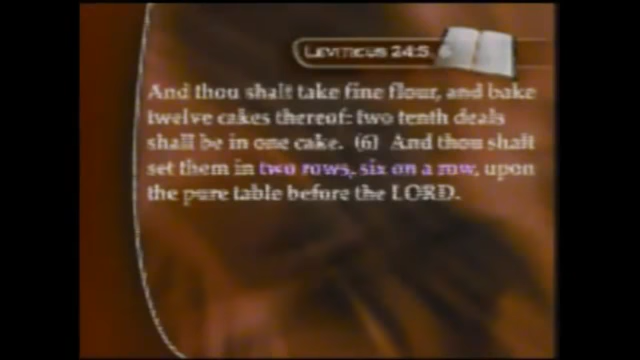 LEVITICUS 24:5, 6
And thou shalt take fine flour, and bake
twelve cakes thereof: two tenth deals
shall be in one cake. (6) And thou shalt
set them in two rows, six on a row, upon
the pure table before the LORD.